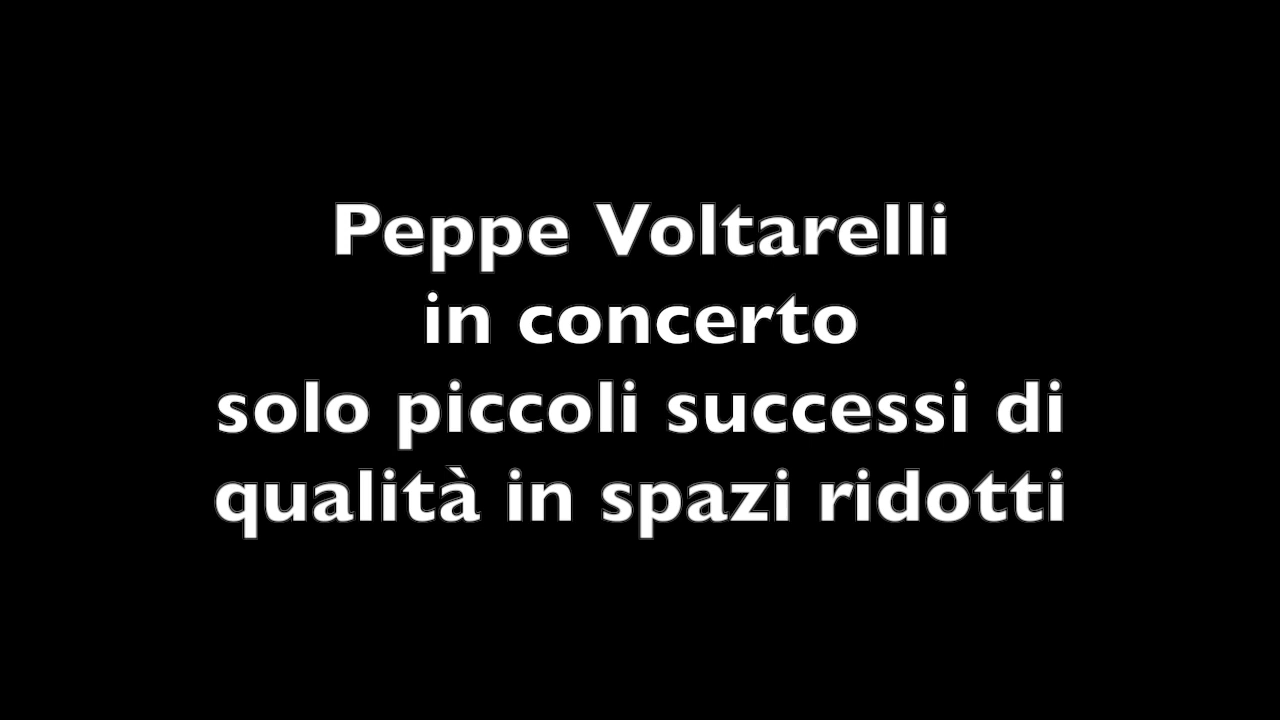 Peppe Voltarelli
in concerto
solo piccoli successi di
qualità in spazi ridotti